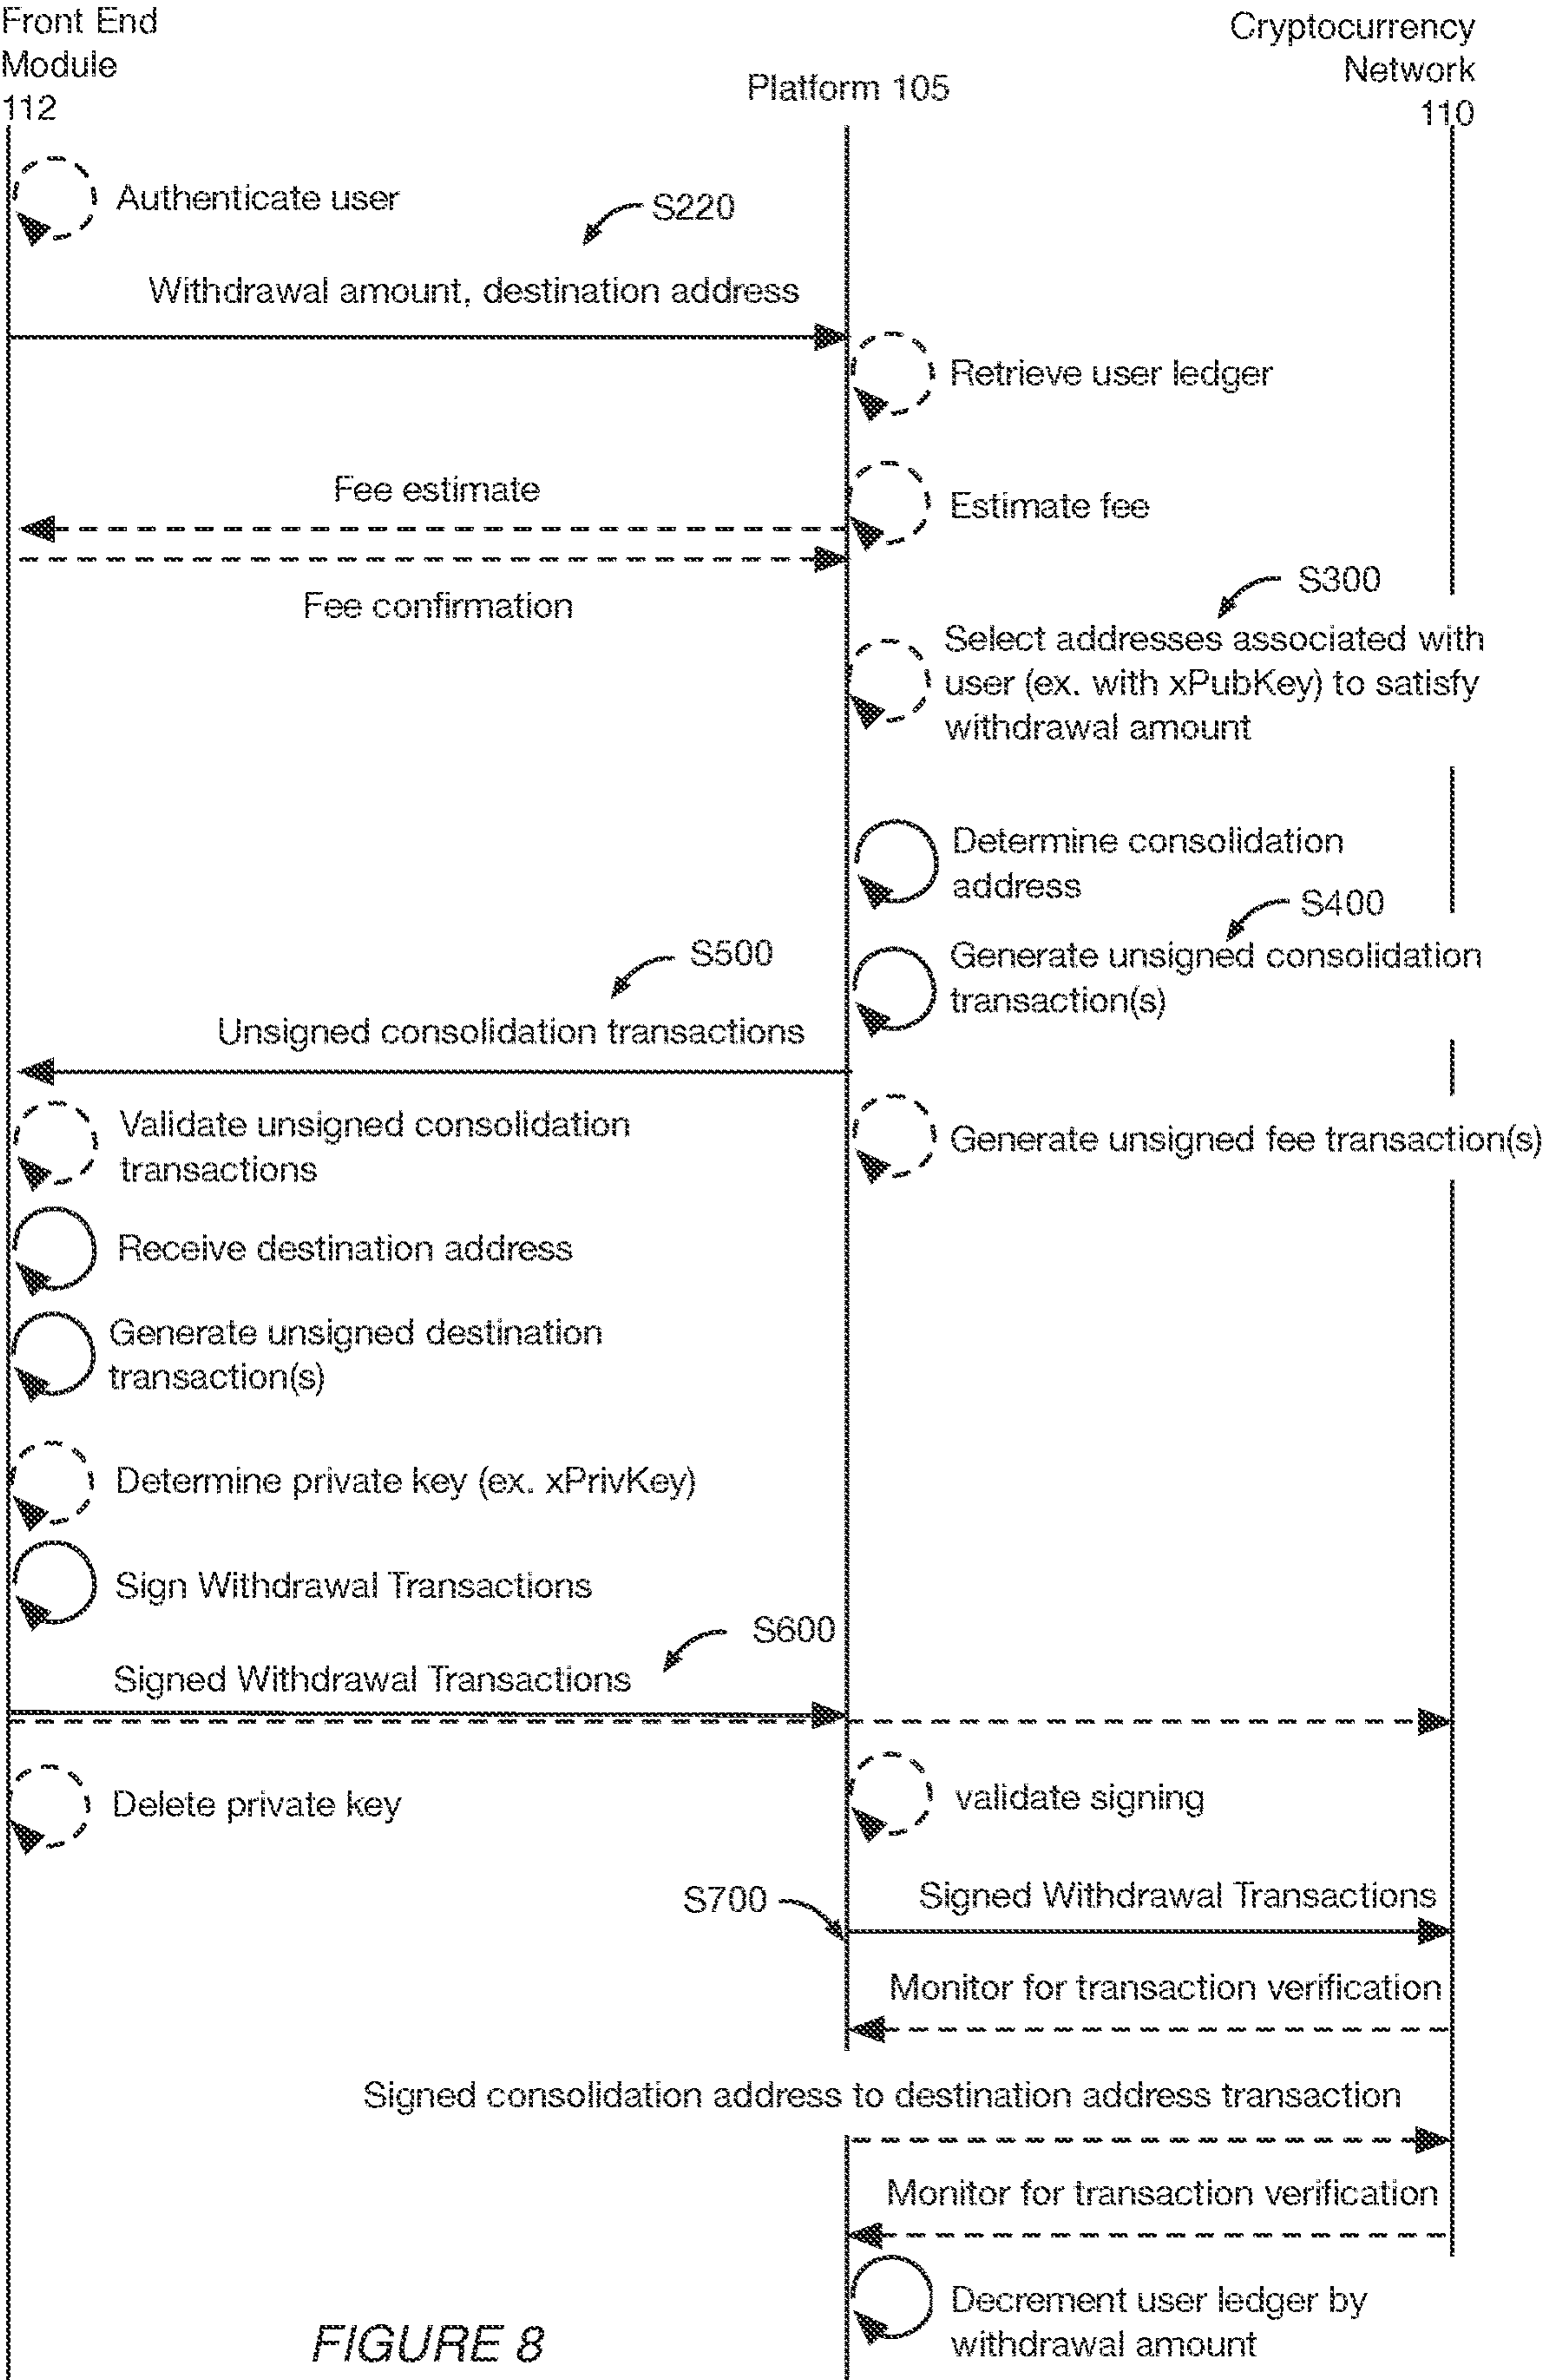 Front End
Module
112
Platform 105
Cryptocurrency
Network
110
Authenticate user
S220
Withdrawal amount, destination address
Retrieve user ledger
Fee estimate
Estimate fee
Fee confirmation
S300
Select addresses associated with
user (ex. with xPubKey) to satisfy
withdrawal amount
Determine consolidation
address
S400
Generate unsigned consolidation
transaction(s)
S500
Unsigned consolidation transactions
Validate unsigned consolidation
transactions
Generate unsigned fee transaction(s)
Receive destination address
Generate unsigned destination
transaction(s)
Determine private key (ex. xPrivKey)
Sign Withdrawal Transactions
S600
Signed Withdrawal Transactions
Delete private key
validate signing
S700
Signed Withdrawal Transactions
Monitor for transaction verification
Signed consolidation address to destination address transaction
Monitor for transaction verification
Decrement user ledger by
withdrawal amount
FIGURE 8